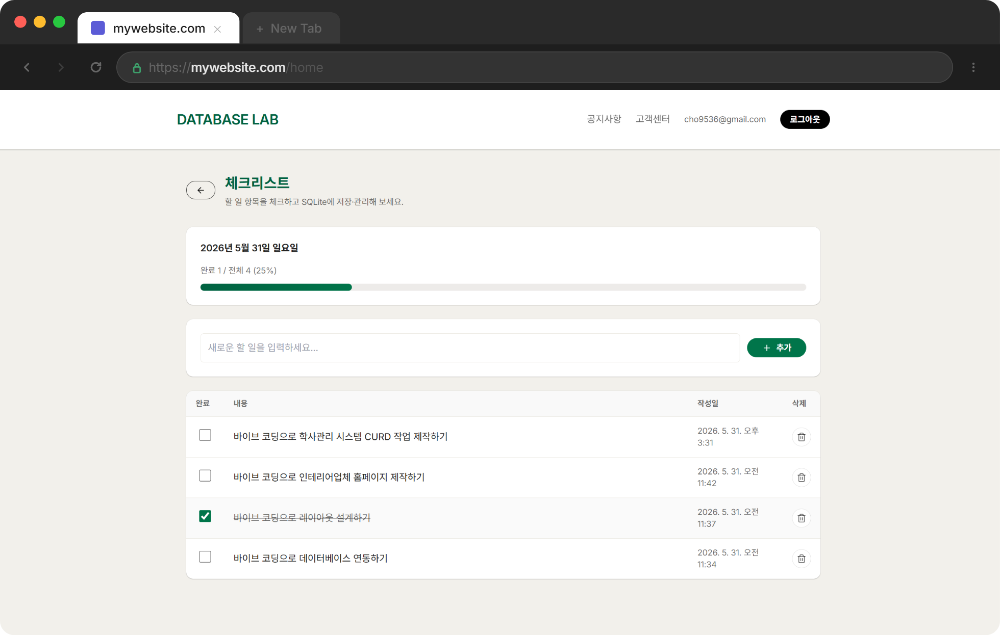 mywebsite.com
+ New Tab
https://mywebsite.com/home
DATABASE LAB
공지사항
고객센터
cho9536@gmail.com
로그아웃
체크리스트
할 일 항목을 체크하고 SQLite에 저장·관리해 보세요.
2026년 5월 31일 일요일
완료 1 / 전체 4 (25%)
새로운 할 일을 입력하세요...
+ 추가
완료 내용 작성일 삭제
바이브 코딩으로 학사관리 시스템 CURD 작업 제작하기
2026. 5. 31. 오후
3:31
바이브 코딩으로 인테리어업체 홈페이지 제작하기
2026. 5. 31. 오전
11:42
바이브 코딩으로 레이아웃 설계하기
2026. 5. 31. 오전
11:37
바이브 코딩으로 데이터베이스 연동하기
2026. 5. 31. 오전
11:34